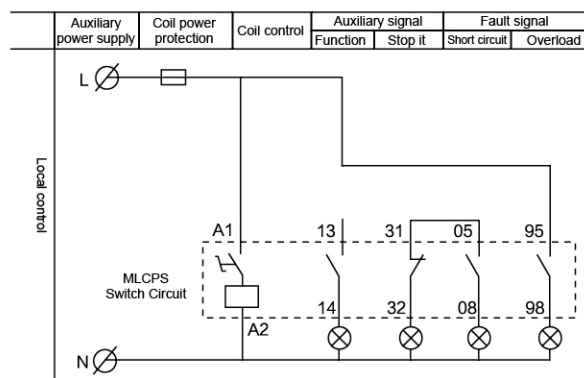 Auxiliary
power supply
Coil power
protection
Coil control
Auxiliary signal
Fault signal
Function
Stop it
Short circuit
Overload
L
Local control
A1
13
31
05
95
MLCPS
Switch Circuit
14
32
08
98
A2
N